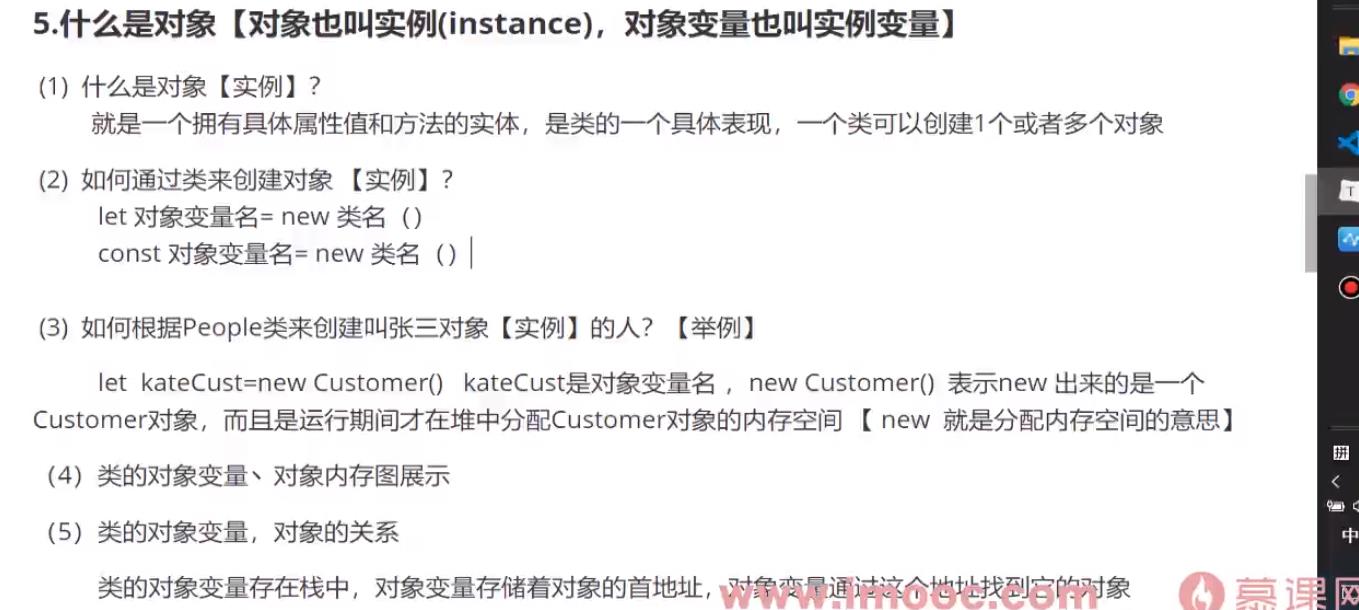 5.什么是对象【对象也叫实例(instance)，对象变量也叫实例变量】
(1) 什么是对象【实例】?
就是一个拥有具体属性值和方法的实体，是类的一个具体表现，一个类可以创建1个或者多个对象
(2) 如何通过类来创建对象 【实例】?
let 对象变量名= new 类名（）
const 对象变量名= new 类名（）
(3) 如何根据People类来创建叫张三对象【实例】的人? 【举例】
let kateCust=new Customer() kateCust是对象变量名 ，new Customer() 表示new 出来的是一个
Customer对象，而且是运行期间才在堆中分配Customer对象的内存空间 【 new 就是分配内存空间的意思】
（4）类的对象变量、对象内存图展示
（5）类的对象变量，对象的关系
类的对象变量存在栈中，对象变量存储着对象的首地址，对象变量通过这个地址找到它的对象
www.imooc.com 慕课网
拼
中